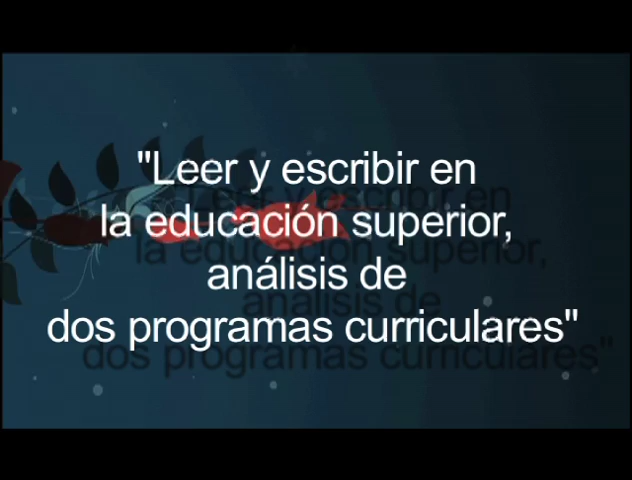 "Leer y escribir en
la educación superior,
análisis de
dos programas curriculares"